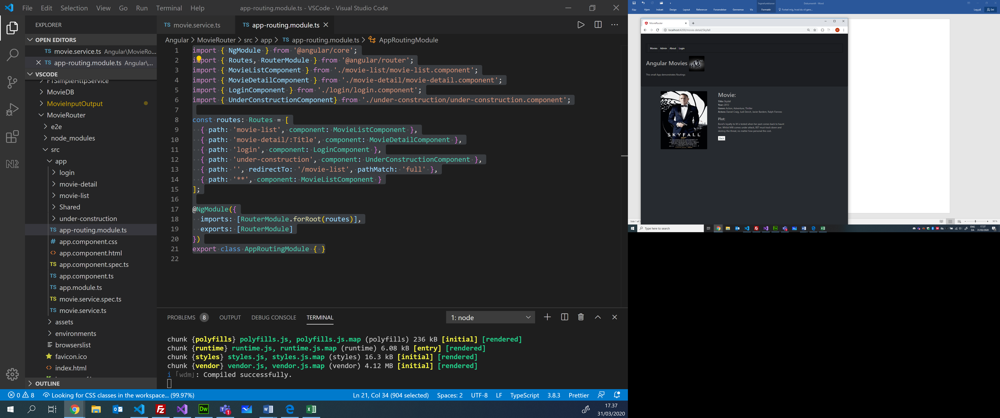 File Edit Selection View Go Run Terminal Help
app-routing.module.ts - VSCode - Visual Studio Code
EXPLORER
OPEN EDITORS
TS movie.service.ts Angular\MovieRo...
TS app-routing.module.ts Angular\...
VSCODE
FTSimpleHttpService
MovieDB
MovieInputOutput
MovieRouter
e2e
node_modules
src
app
login
movie-detail
movie-list
Shared
under-construction
TS app-routing.module.ts
# app.component.css
<> app.component.html
TS app.component.spec.ts
TS app.component.ts
TS app.module.ts
TS movie.service.spec.ts
TS movie.service.ts
assets
environments
browserslist
favicon.ico
<> index.html
OUTLINE
TS movie.service.ts
TS app-routing.module.ts
Angular > MovieRouter > src > app > TS app-routing.module.ts > AppRoutingModule
1 import { NgModule } from '@angular/core';
2 import { Routes, RouterModule } from '@angular/router';
3 import { MovieListComponent } from './movie-list/movie-list.component';
4 import { MovieDetailComponent } from './movie-detail/movie-detail.component';
5 import { LoginComponent } from './login/login.component';
6 import { UnderConstructionComponent} from './under-construction/under-construction.component';
7
8 const routes: Routes = [
9 { path: 'movie-list', component: MovieListComponent },
10 { path: 'movie-detail/:Title', component: MovieDetailComponent },
11 { path: 'login', component: LoginComponent },
12 { path: 'under-construction', component: UnderConstructionComponent },
13 { path: '', redirectTo: '/movie-list', pathMatch: 'full' },
14 { path: '**', component: MovieListComponent }
15 ];
16
17 @NgModule({
18 imports: [RouterModule.forRoot(routes)],
19 exports: [RouterModule]
20 })
21 export class AppRoutingModule { }
22
PROBLEMS 8 OUTPUT DEBUG CONSOLE TERMINAL
1: node
chunk {polyfills} polyfills.js, polyfills.js.map (polyfills) 236 kB [initial] [rendered]
chunk {runtime} runtime.js, runtime.js.map (runtime) 6.08 kB [entry] [rendered]
chunk {styles} styles.js, styles.js.map (styles) 16.3 kB [initial] [rendered]
chunk {vendor} vendor.js, vendor.js.map (vendor) 4.12 MB [initial] [rendered]
i ｢wdm｣: Compiled successfully.
0 8 Looking for CSS classes in the workspace... (99.97%)
Ln 21, Col 34 (904 selected) Spaces: 2 UTF-8 LF TypeScript 3.8.3 Prettier
17.37
31/03/2020
Tegnefunktioner
Dokument4 - Word
Filer Hjem Indsæt Design Layout Referencer Forsendelser Gennemse Vis Formatér Fortæl mig, hvad du vil gøre... Log på Del
MovieRouter
localhost:4200/movie-detail/Skyfall
Movies Admin About Login
Angular Movies
This small App demonstrates Routings
SKYFALL
007
Movie:
Title: Skyfall
Year: 2012
Genre: Action, Adventure, Thriller
Actors: Daniel Craig, Judi Dench, Javier Bardem, Ralph Fiennes
Plot:
Bond's loyalty to M is tested when her past comes back to haunt
her. Whilst MI6 comes under attack, 007 must track down and
destroy the threat, no matter how personal the cost.
Back
Side 1 af 1
90 %
Type here to search
ENG
DA
17.37
31/03/2020